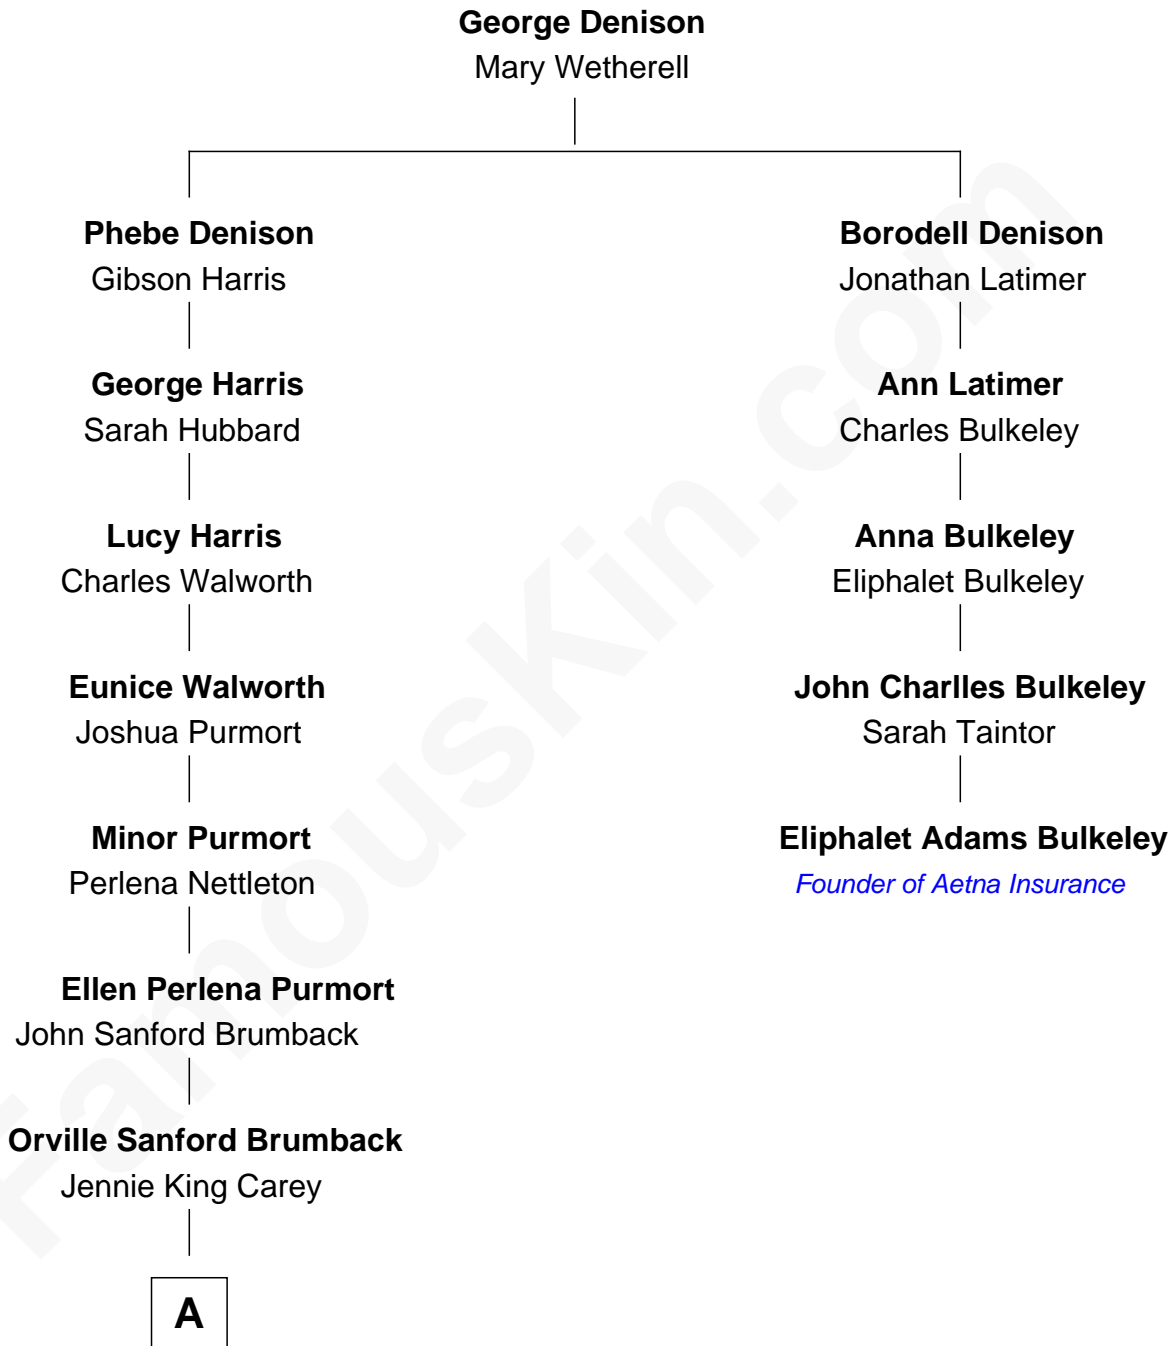 George Denison
Mary Wetherell
Phebe Denison
Gibson Harris
George Harris
Sarah Hubbard
Lucy Harris
Charles Walworth
Eunice Walworth
Joshua Purmort
Minor Purmort
Perlena Nettleton
Ellen Perlena Purmort
John Sanford Brumback
Orville Sanford Brumback
Jennie King Carey
A
Borodell Denison
Jonathan Latimer
Ann Latimer
Charles Bulkeley
Anna Bulkeley
Eliphalet Bulkeley
John Charlles Bulkeley
Sarah Taintor
Eliphalet Adams Bulkeley
Founder of Aetna Insurance
FamousKin.com